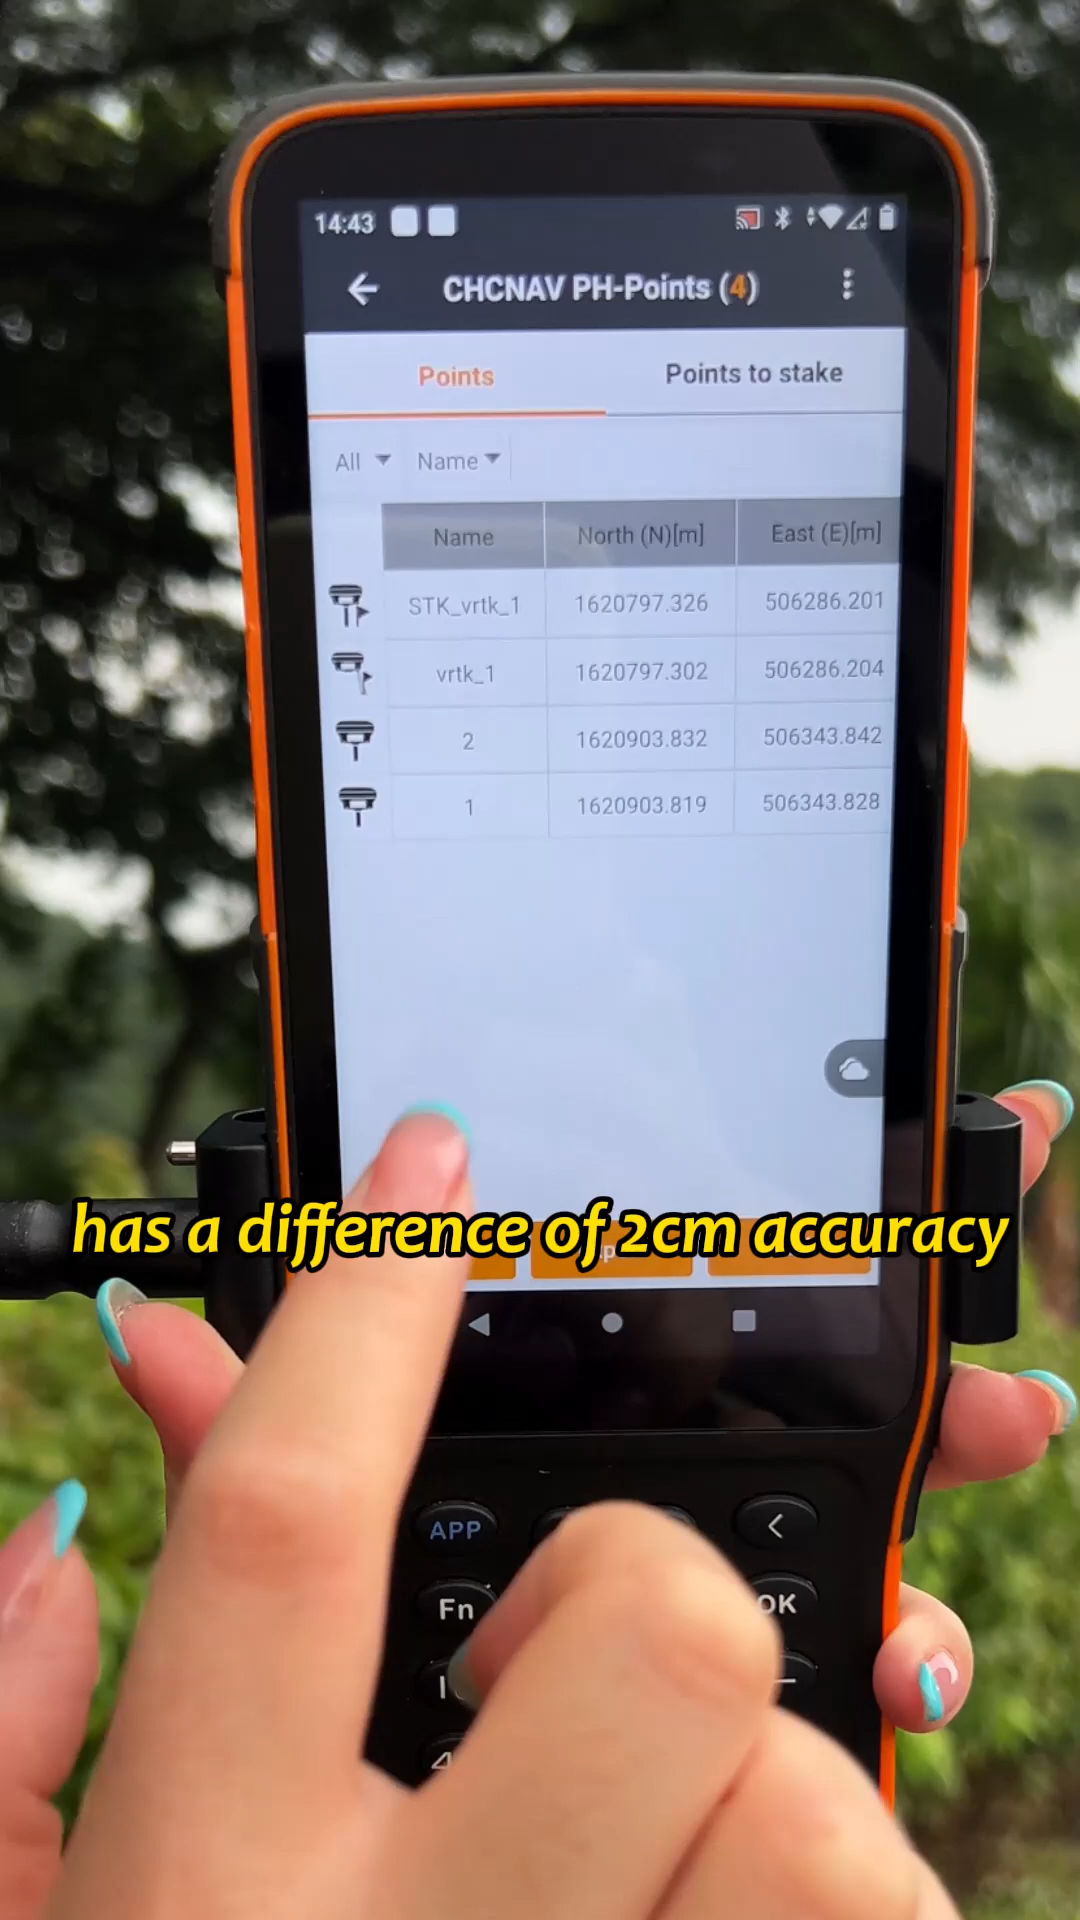 14:43
CHCNAV PH-Points (4)
Points Points to stake
All Name
Name North (N)[m] East (E)[m]
STK_vrtk_1 1620797.326 506286.201
vrtk_1 1620797.302 506286.204
2 1620903.832 506343.842
1 1620903.819 506343.828
has a difference of 2cm accuracy
APP <
Fn OK